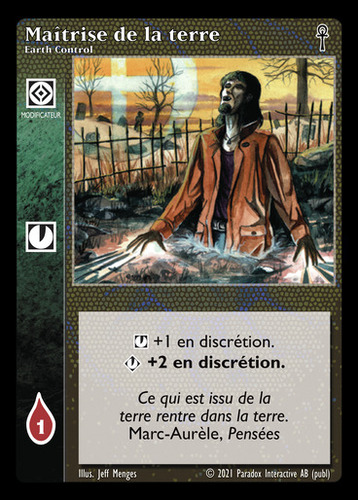 Maîtrise de la terre
Earth Control
MODIFICATEUR
+1 en discrétion.
+2 en discrétion.
Ce qui est issu de la
terre rentre dans la terre.
Marc-Aurèle, Pensées
1
Illus. Jeff Menges © 2021 Paradox Interactive AB (publ)